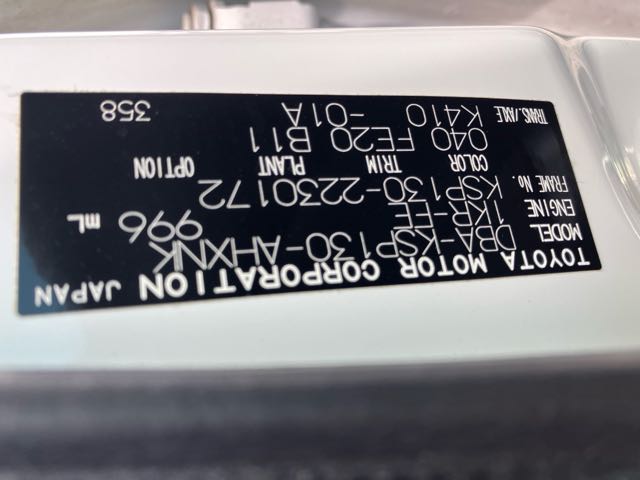 TOYOTA MOTOR CORPORATION JAPAN
MODEL DBA-KSP130-AHXNK
ENGINE 1KR-FE 996 mL
FRAME No. KSP130-2230172
COLOR TRIM PLANT OPTION
040 FE20 B11
TRANS./AXLE K410 -01A
358